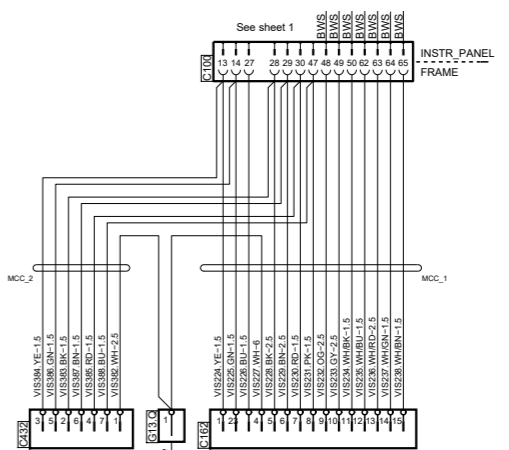 See sheet 1
BWS BWS BWS BWS BWS BWS BWS
C100
13 14 27 28 29 30 47 48 49 50 62 63 64 65
INSTR_PANEL
FRAME
MCC_2
MCC_1
VIS384.YE-1.5
VIS386.GN-1.5
VIS383.BK-1.5
VIS387.BN-1.5
VIS385.RD-1.5
VIS388.BU-1.5
VIS382.WH-2.5
VIS224.YE-1.5
VIS225.GN-1.5
VIS226.BU-1.5
VIS227.WH-6
VIS228.BK-2.5
VIS229.BN-2.5
VIS230.RD-1.5
VIS231.PK-1.5
VIS232.OG-2.5
VIS233.GY-2.5
VIS234.WH/BK-1.5
VIS235.WH/BU-1.5
VIS236.WH/RD-2.5
VIS237.WH/GN-1.5
VIS238.WH/BN-1.5
C432
3 5 2 6 4 7 1
G13.Q
1
C162
1 2 3 4 5 6 7 8 9 10 11 12 13 14 15